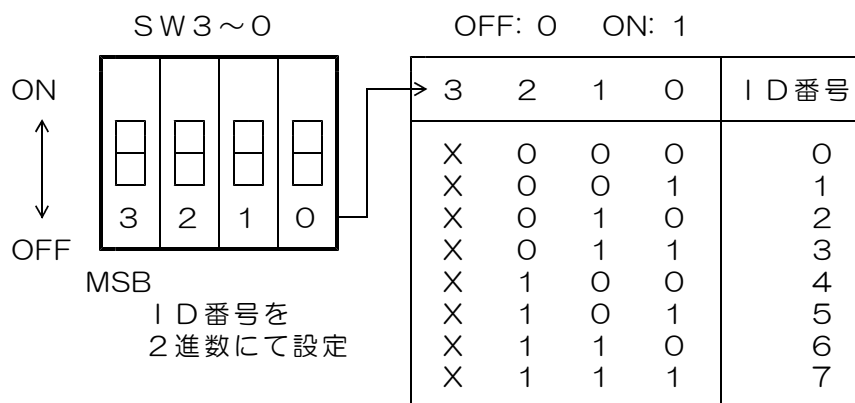 ＳＷ３～０
OFF: ０　ON: １
ON
OFF
３ ２ １ ０
MSB
ＩＤ番号を
２進数にて設定
３ ２ １ ０ ＩＤ番号
X ０ ０ ０ ０
X ０ ０ １ １
X ０ １ ０ ２
X ０ １ １ ３
X １ ０ ０ ４
X １ ０ １ ５
X １ １ ０ ６
X １ １ １ ７